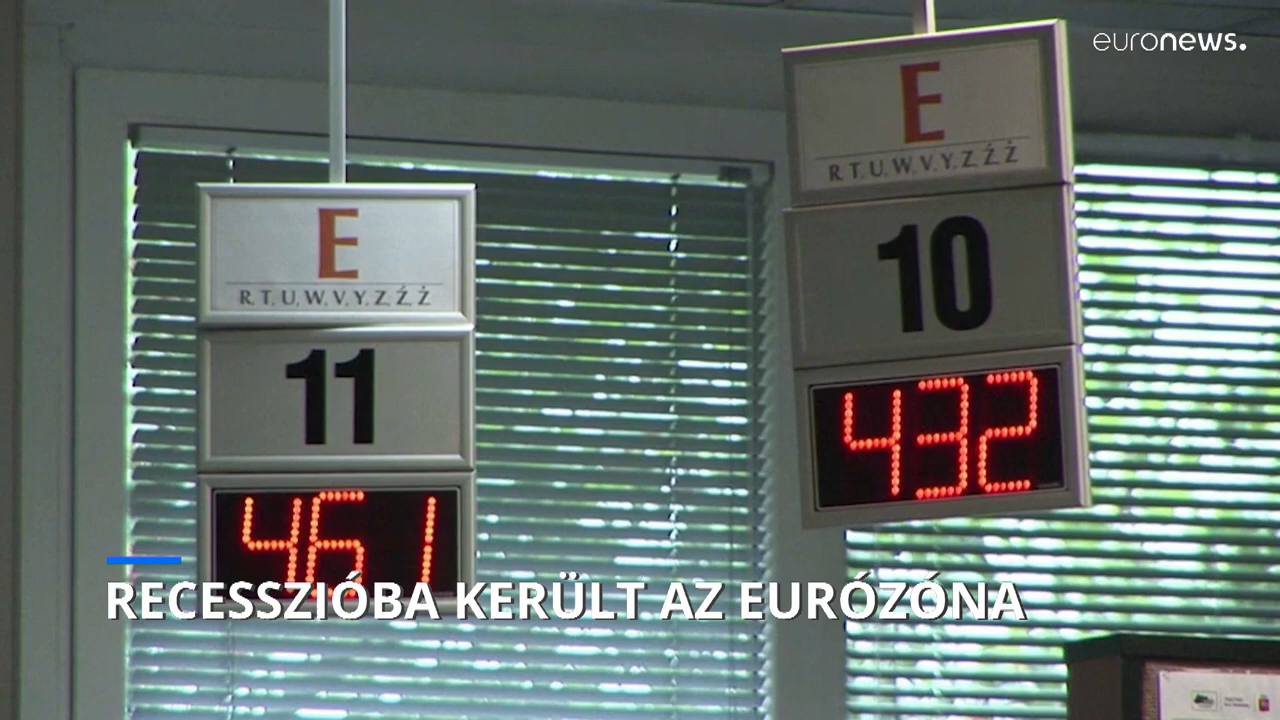 euronews.
E
R,T,U,W,V,Y,Z,Ź,Ż
10
432
E
R,T,U,W,V,Y,Z,Ź,Ż
11
461
RECESSZIÓBA KERÜLT AZ EURÓZÓNA